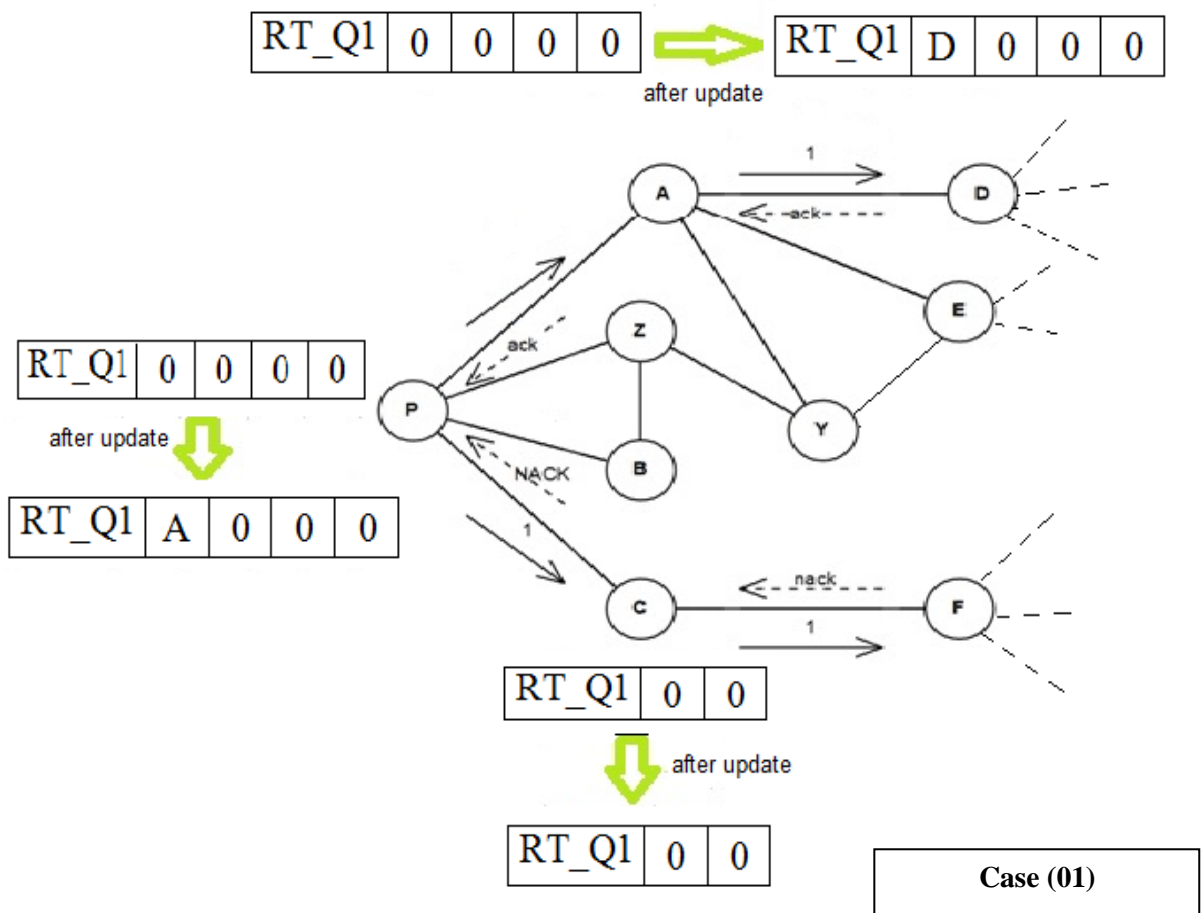 RT_Q1 0 0 0 0
RT_Q1 D 0 0 0
after update
1
A
D
ack
E
Z
ack
RT_Q1 0 0 0 0
P
Y
after update
B
NACK
RT_Q1 A 0 0 0
1
nack
C
F
1
RT_Q1 0 0
after update
RT_Q1 0 0
Case (01)